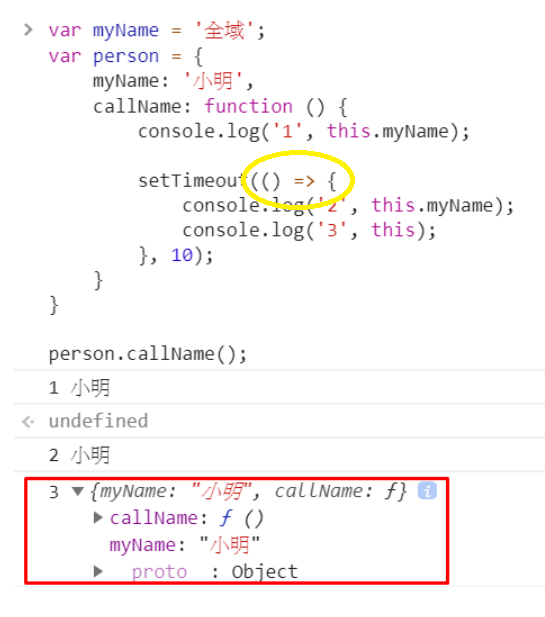 > var myName = '全域';
var person = {
myName: '小明',
callName: function () {
console.log('1', this.myName);
setTimeout(() => {
console.log('2', this.myName);
console.log('3', this);
}, 10);
}
}
person.callName();
1 小明
undefined
2 小明
3 ▼{myName: "小明", callName: ƒ} i
▶callName: ƒ ()
myName: "小明"
▶ proto : Object